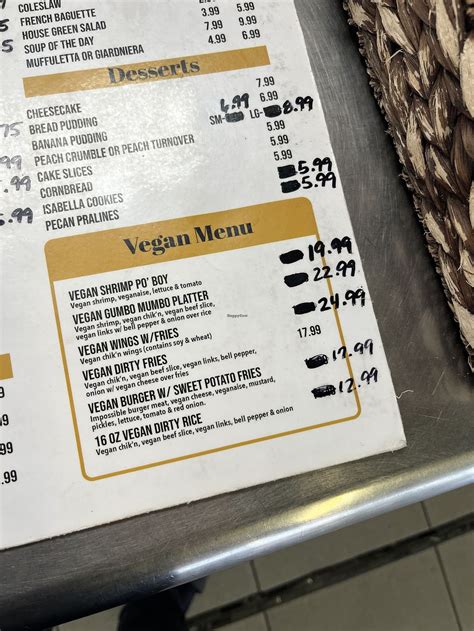 COLESLAW
FRENCH BAGUETTE
HOUSE GREEN SALAD 3.99 5.99
SOUP OF THE DAY 7.99 9.99
MUFFULETTA OR GIARDNIERA 4.99 6.99
Desserts
CHEESECAKE 7.99
BREAD PUDDING 6.99
BANANA PUDDING SM- 6.99 LG- 8.99
PEACH CRUMBLE OR PEACH TURNOVER 5.99
CAKE SLICES 5.99
CORNBREAD 5.99
ISABELLA COOKIES 5.99
PECAN PRALINES 5.99
Vegan Menu
VEGAN SHRIMP PO' BOY 19.99
Vegan shrimp, veganaise, lettuce & tomato
VEGAN GUMBO MUMBO PLATTER 22.99
Vegan shrimp, vegan chik'n, vegan beef slice,
vegan links w/ bell pepper & onion over rice
VEGAN WINGS W/FRIES 24.99
Vegan chik'n wings (contains soy & wheat)
VEGAN DIRTY FRIES 17.99
Vegan chik'n, vegan beef slice, vegan links, bell pepper,
onion w/ vegan cheese over fries
VEGAN BURGER W/ SWEET POTATO FRIES 17.99
Impossible burger meat, vegan cheese, veganaise, mustard,
pickles, lettuce, tomato & red onion.
16 OZ VEGAN DIRTY RICE 12.99
Vegan chik'n, vegan beef slice, vegan links, bell pepper & onion